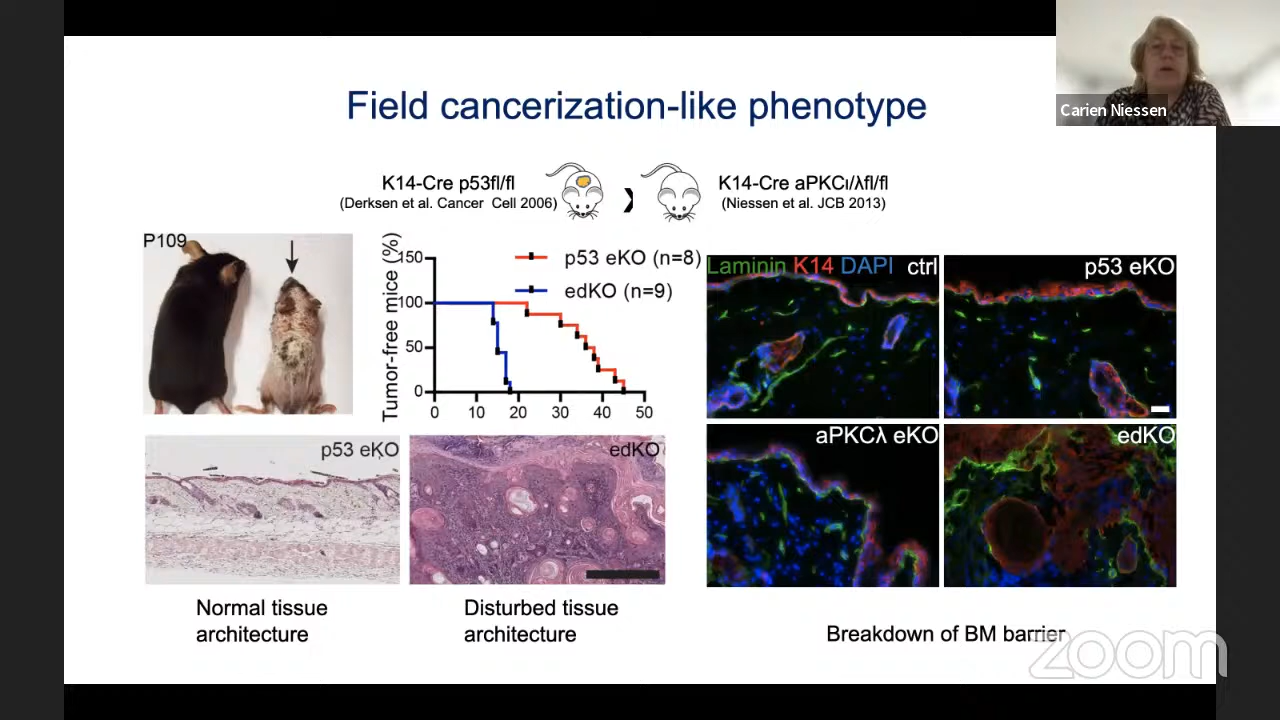 Carien Niessen
Field cancerization-like phenotype
K14-Cre p53fl/fl
(Derksen et al. Cancer Cell 2006)
K14-Cre aPKCι/λfl/fl
(Niessen et al. JCB 2013)
P109
Tumor-free mice (%)
150
100
50
0
0 10 20 30 40 50
p53 eKO (n=8)
edKO (n=9)
Laminin K14 DAPI ctrl
p53 eKO
aPKCλ eKO
edKO
p53 eKO
edKO
Normal tissue
architecture
Disturbed tissue
architecture
Breakdown of BM barrier
zoom